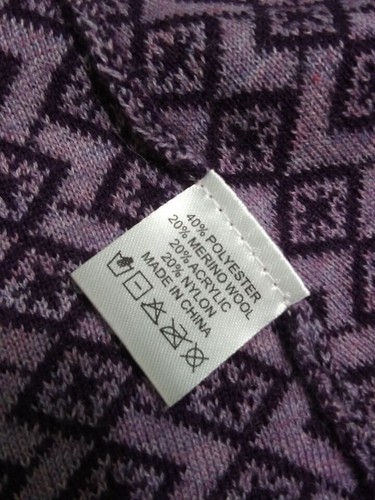 40% POLYESTER
20% MERINO WOOL
20% ACRYLIC
20% NYLON
MADE IN CHINA